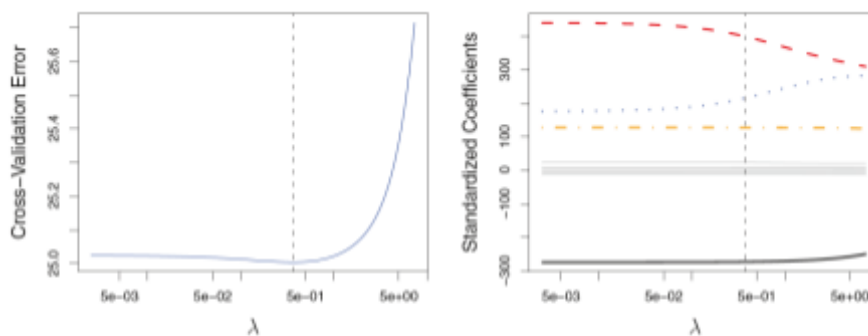 Cross−Validation Error
25.0 25.2 25.4 25.6
5e−03 5e−02 5e−01 5e+00
λ
Standardized Coefficients
−300 −100 0 100 300
5e−03 5e−02 5e−01 5e+00
λ